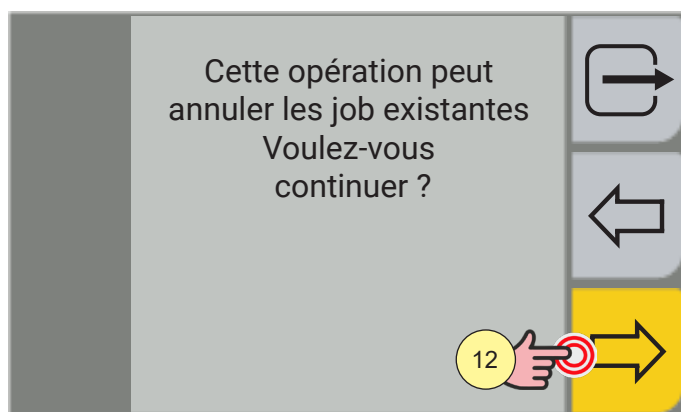 Cette opération peut
annuler les job existantes
Voulez-vous
continuer ?
12